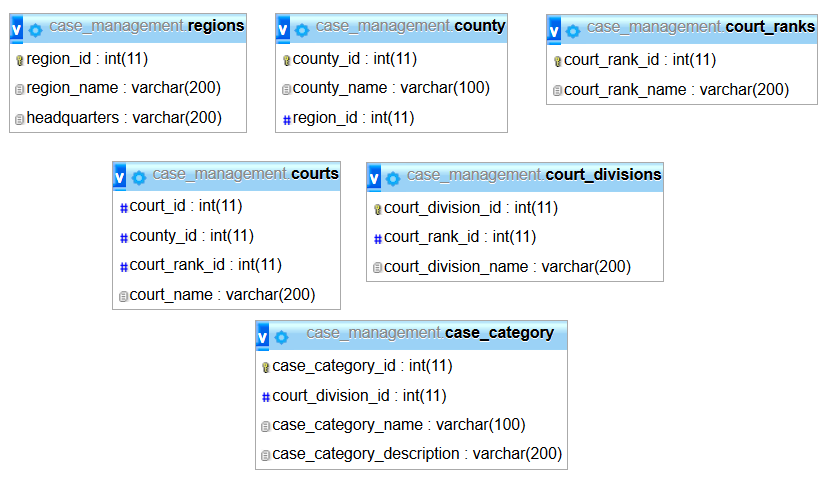 case_management.regions
region_id : int(11)
region_name : varchar(200)
headquarters : varchar(200)
case_management.county
county_id : int(11)
county_name : varchar(100)
region_id : int(11)
case_management.court_ranks
court_rank_id : int(11)
court_rank_name : varchar(200)
case_management.courts
court_id : int(11)
county_id : int(11)
court_rank_id : int(11)
court_name : varchar(200)
case_management.court_divisions
court_division_id : int(11)
court_rank_id : int(11)
court_division_name : varchar(200)
case_management.case_category
case_category_id : int(11)
court_division_id : int(11)
case_category_name : varchar(100)
case_category_description : varchar(200)